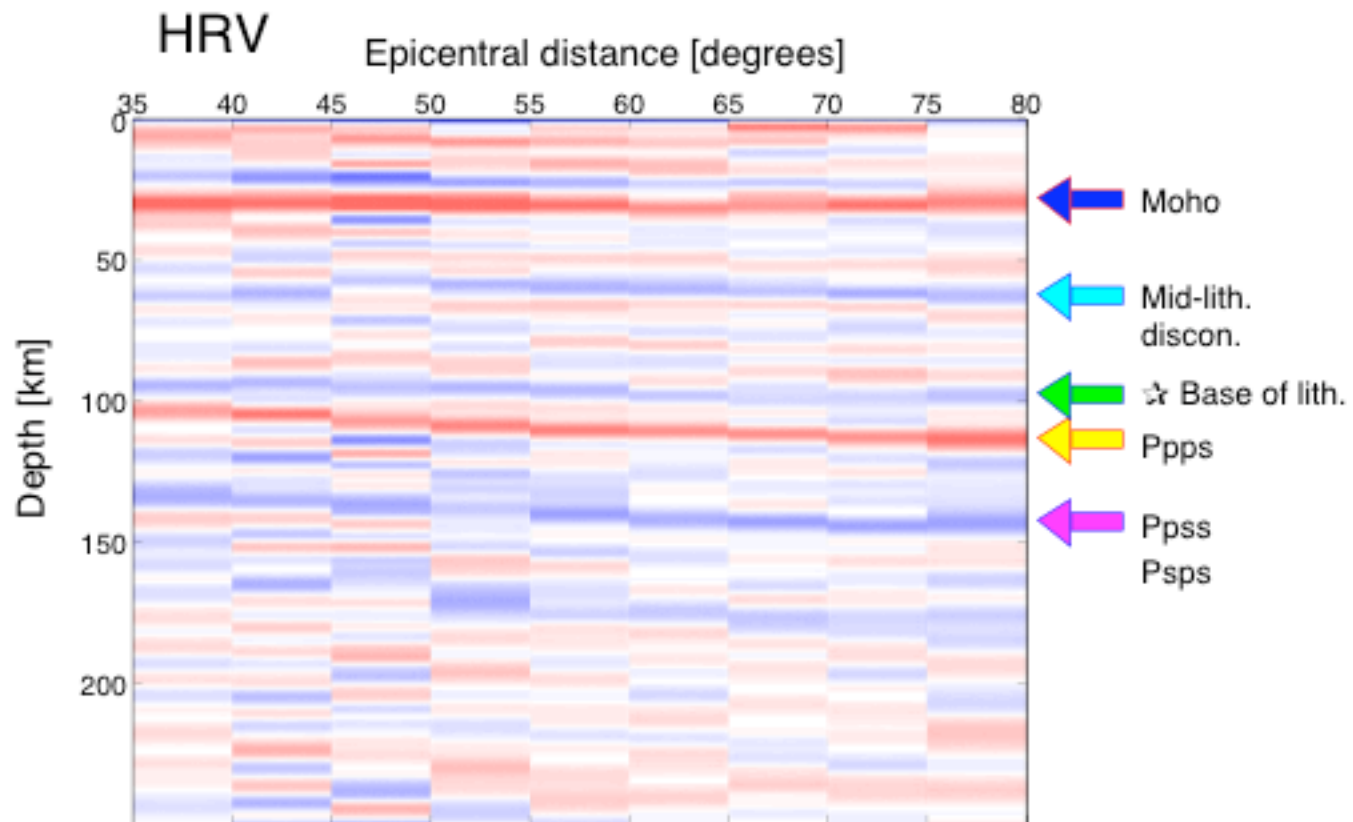 HRV
Epicentral distance [degrees]
35 40 45 50 55 60 65 70 75 80
0
50
100
150
200
Depth [km]
Moho
Mid-lith.
discon.
☆ Base of lith.
Ppps
Ppss
Psps